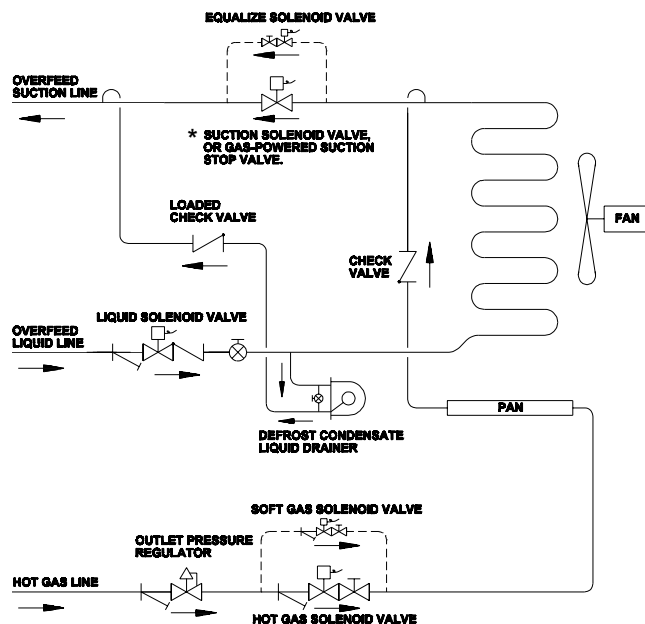 EQUALIZE SOLENOID VALVE
OVERFEED
SUCTION LINE
* SUCTION SOLENOID VALVE,
OR GAS-POWERED SUCTION
STOP VALVE.
LOADED
CHECK VALVE
FAN
CHECK
VALVE
LIQUID SOLENOID VALVE
OVERFEED
LIQUID LINE
PAN
DEFROST CONDENSATE
LIQUID DRAINER
SOFT GAS SOLENOID VALVE
OUTLET PRESSURE
REGULATOR
HOT GAS LINE
HOT GAS SOLENOID VALVE